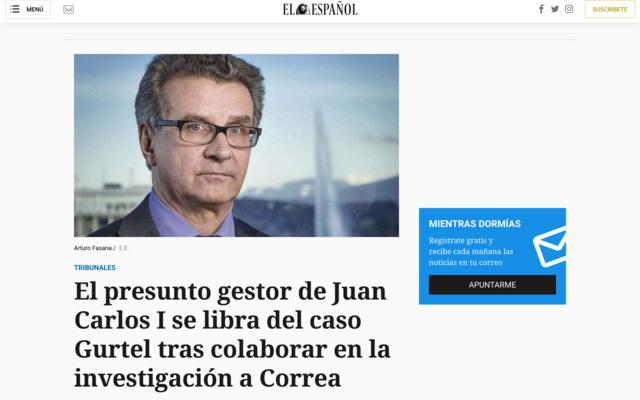 MENÚ
EL ESPAÑOL
SUSCRÍBETE
Arturo Fasana./ E.E.
TRIBUNALES
El presunto gestor de Juan
Carlos I se libra del caso
Gurtel tras colaborar en la
investigación a Correa
MIENTRAS DORMÍAS
Regístrate gratis y
recibe cada mañana las
noticias en tu correo
APUNTARME